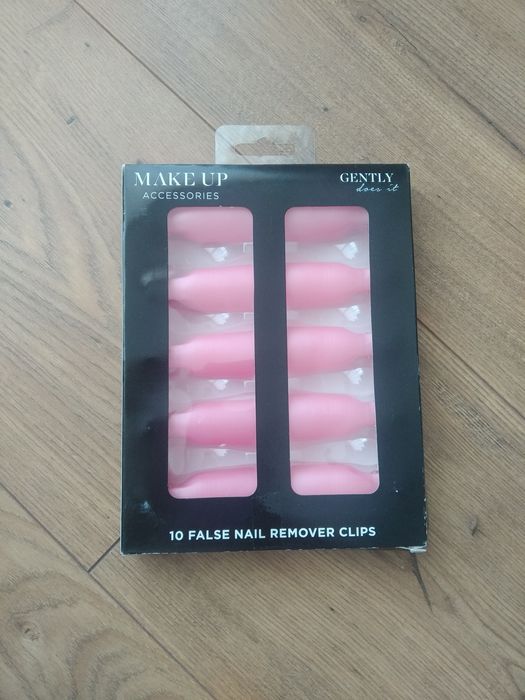 MAKE UP
ACCESSORIES
GENTLY
does it
10 FALSE NAIL REMOVER CLIPS